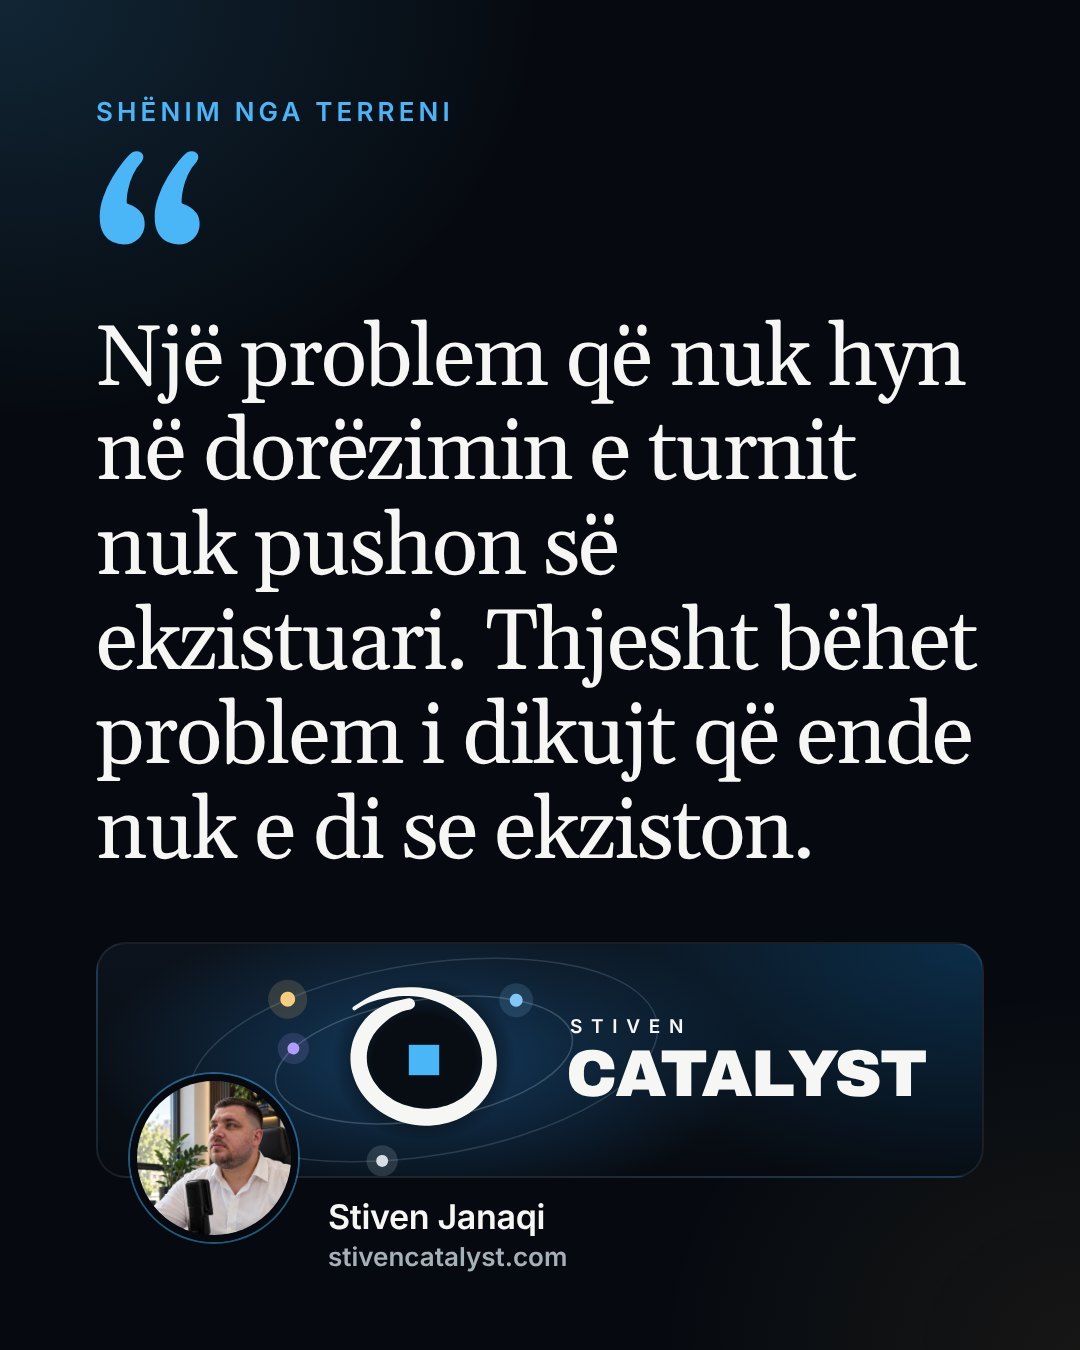 SHËNIM NGA TERRENI
“
Një problem që nuk hyn
në dorëzimin e turnit
nuk pushon së
ekzistuari. Thjesht bëhet
problem i dikujt që ende
nuk e di se ekziston.
STIVEN
CATALYST
Stiven Janaqi
stivencatalyst.com